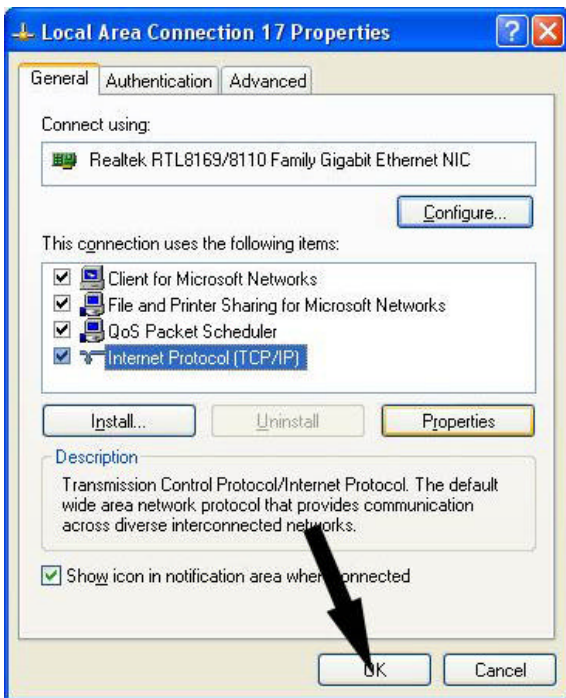 Local Area Connection 17 Properties
General Authentication Advanced
Connect using:
Realtek RTL8169/8110 Family Gigabit Ethernet NIC
Configure...
This connection uses the following items:
Client for Microsoft Networks
File and Printer Sharing for Microsoft Networks
QoS Packet Scheduler
Internet Protocol (TCP/IP)
Install... Uninstall Properties
Description
Transmission Control Protocol/Internet Protocol. The default
wide area network protocol that provides communication
across diverse interconnected networks.
Show icon in notification area when connected
OK Cancel